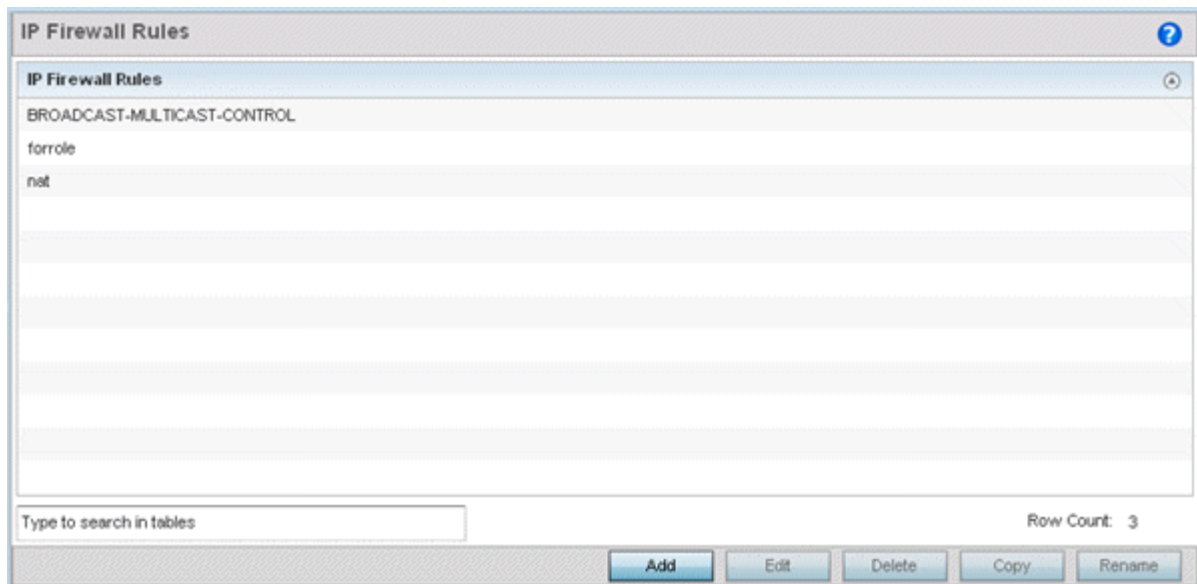 IP Firewall Rules
?
IP Firewall Rules
BROADCAST-MULTICAST-CONTROL
forrole
nat
Type to search in tables
Row Count: 3
Add
Edit
Delete
Copy
Rename